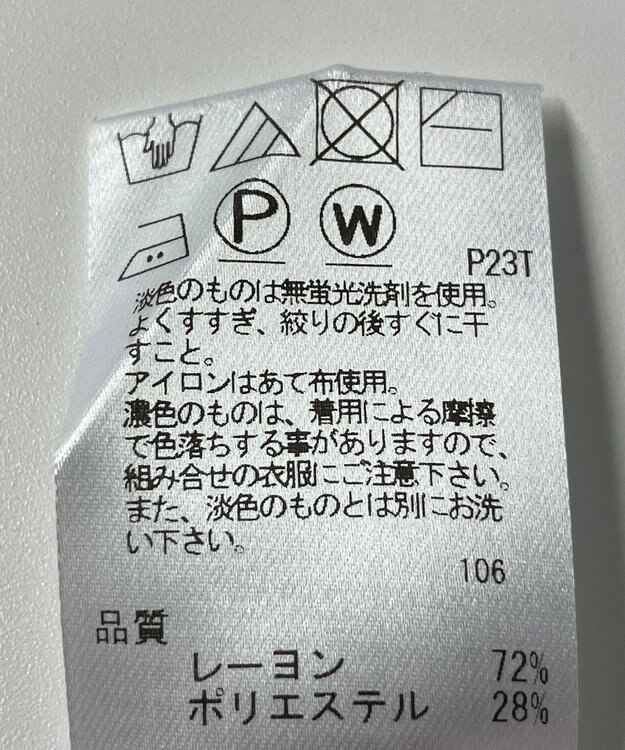 P W
P23T
淡色のものは無蛍光洗剤を使用。
よくすすぎ、絞りの後すぐに干
すこと。
アイロンはあて布使用。
濃色のものは、着用による摩擦
で色落ちする事がありますので、
組み合せの衣服にご注意下さい。
また、淡色のものとは別にお洗
い下さい。
106
品質
レーヨン 72%
ポリエステル 28%